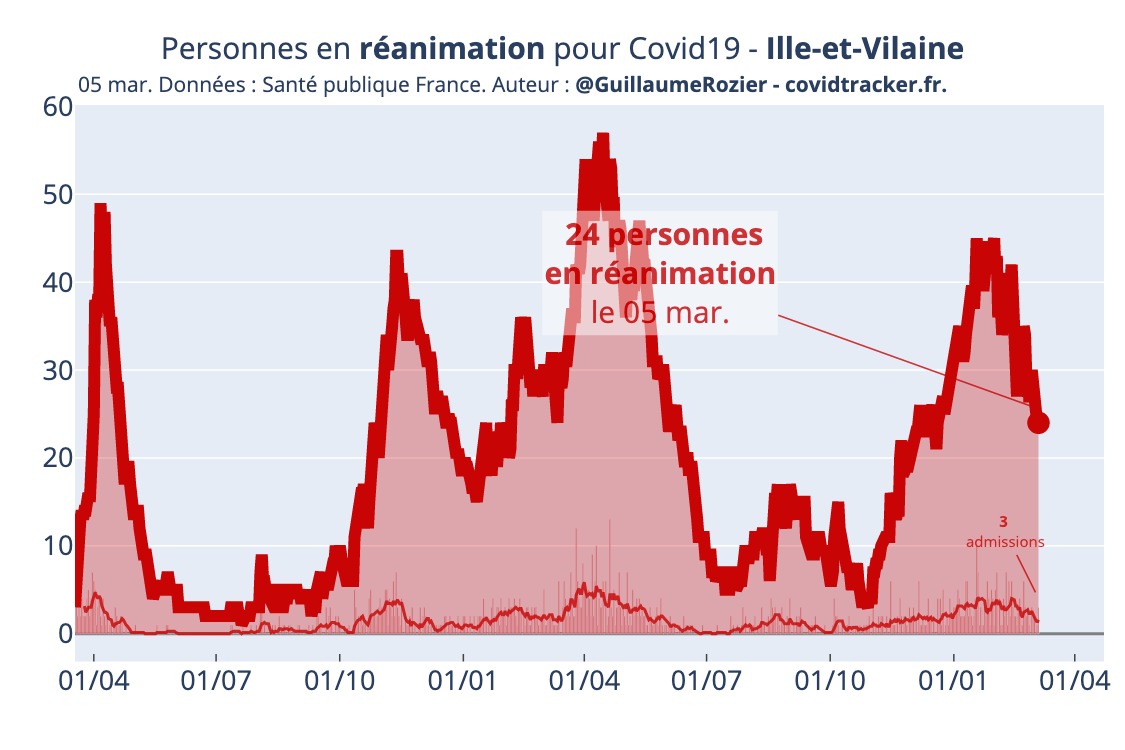 Personnes en réanimation pour Covid19 - Ille-et-Vilaine
05 mar. Données : Santé publique France. Auteur : @GuillaumeRozier - covidtracker.fr.
60
50
40
30
20
10
0
24 personnes
en réanimation
le 05 mar.
3
admissions
01/04 01/07 01/10 01/01 01/04 01/07 01/10 01/01 01/04